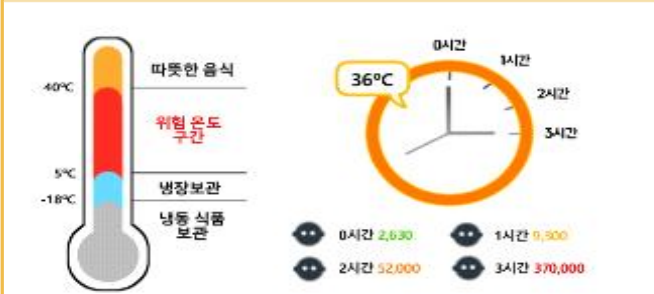 40℃
따뜻한 음식
위험 온도
구간
5℃
냉장보관
-18℃
냉동 식품
보관
36℃
0시간
1시간
2시간
3시간
0시간 2,630
1시간 9,300
2시간 52,000
3시간 370,000